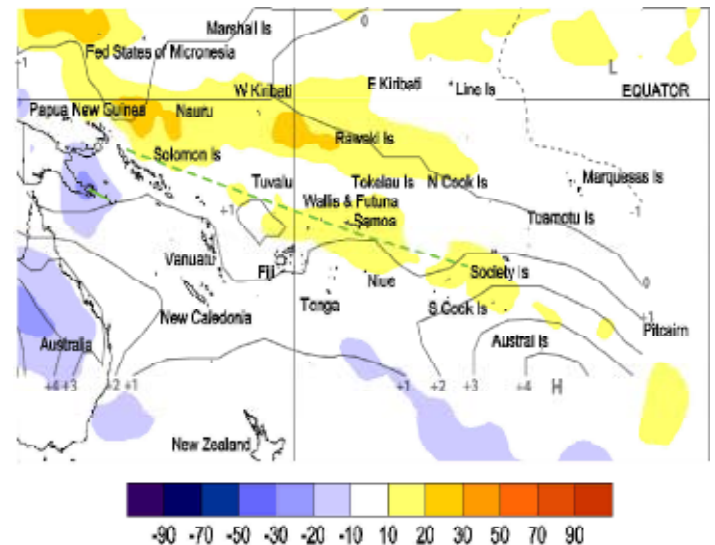 Marshall Is
0
Fed States of Micronesia
+1
L
W Kiribati
E Kiribati
Line Is
EQUATOR
Papua New Guinea
Nauru
Rawaki Is
Solomon Is
Tuvalu
Tokelau Is
N Cook Is
Marquesas Is
Wallis & Futuna
+1
Samoa
Tuamotu Is
-1
Vanuatu
Fiji
Niue
Society Is
0
Tonga
S Cook Is
+1
New Caledonia
Pitcairn
Australia
Austral Is
+4 +3 +2 +1 +1 +2 +3 +4 H
New Zealand
-90 -70 -50 -30 -20 -10 10 20 30 50 70 90